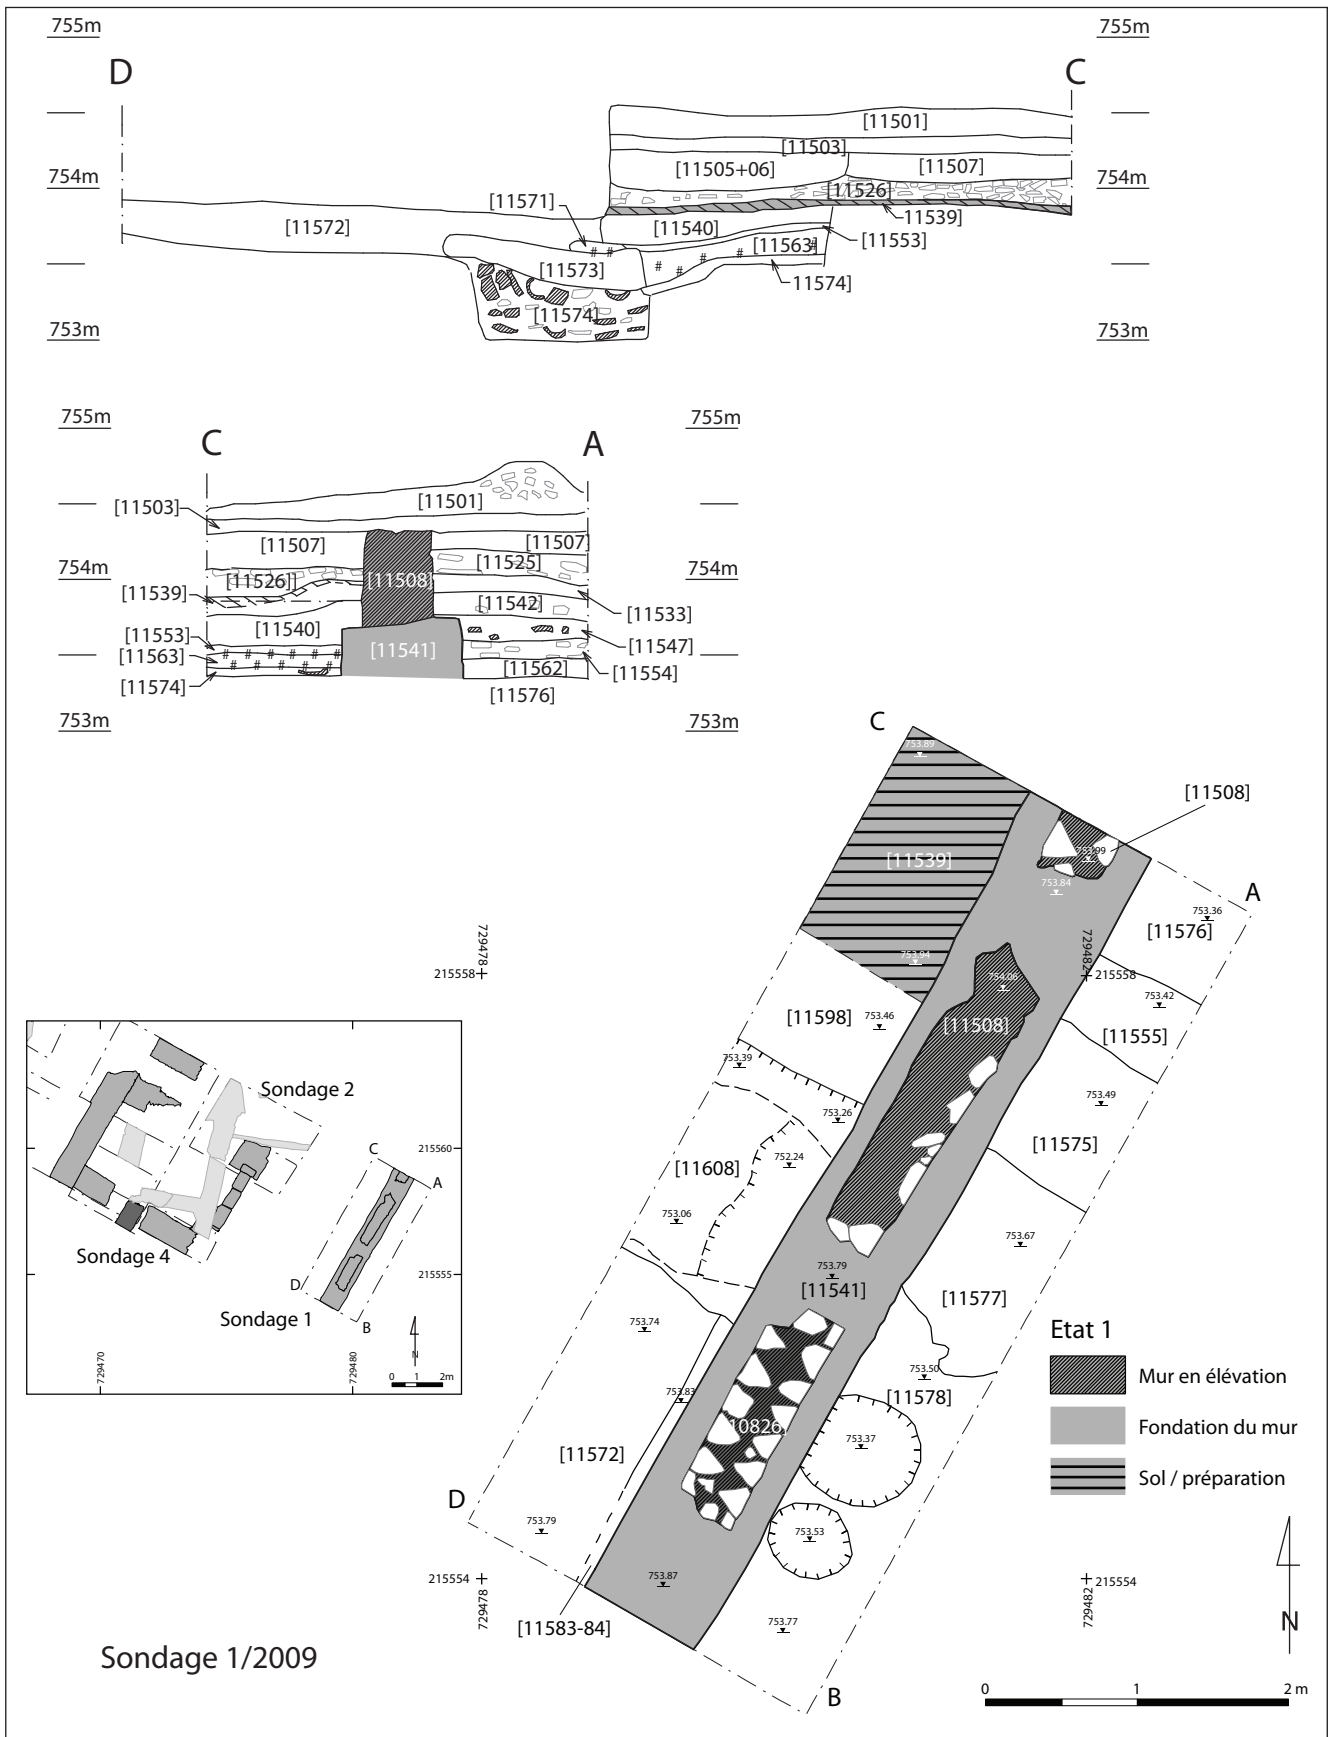 755m 755m
D C
[11501]
[11503]
[11505+06] [11507]
754m 754m
[11526]
[11571] [11539]
[11572] [11540] [11553]
[11563]
[11573] 11574]
[11574]
753m 753m
755m 755m
C A
[11501]
[11503]
[11507] [11507]
754m [11525] 754m
[11526] [11508]
[11539] [11542] [11533]
[11540]
[11553] [11541] [11547]
[11563] [11562] [11554]
[11574] [11576]
753m 753m
C
753.89
[11508]
753.99
[11539]
753.84
A
753.36
[11576]
729478 753.94 729482
215558 754.06 215558
753.42
[11598] 753.46 [11508] [11555]
753.39
753.49
753.26
[11575]
752.24
[11608]
753.06 753.67
753.79
[11541] [11577]
753.74
753.50
753.83 [11578]
10826]
753.37
[11572]
D
753.79 753.53
215554 753.87 215554
729478 729482
[11583-84] 753.77
B
Sondage 2
C 215560
A
Sondage 4
D 215555
Sondage 1 B
N
729470 729480
0 1 2m
Etat 1
Mur en élévation
Fondation du mur
Sol / préparation
N
Sondage 1/2009
0 1 2 m